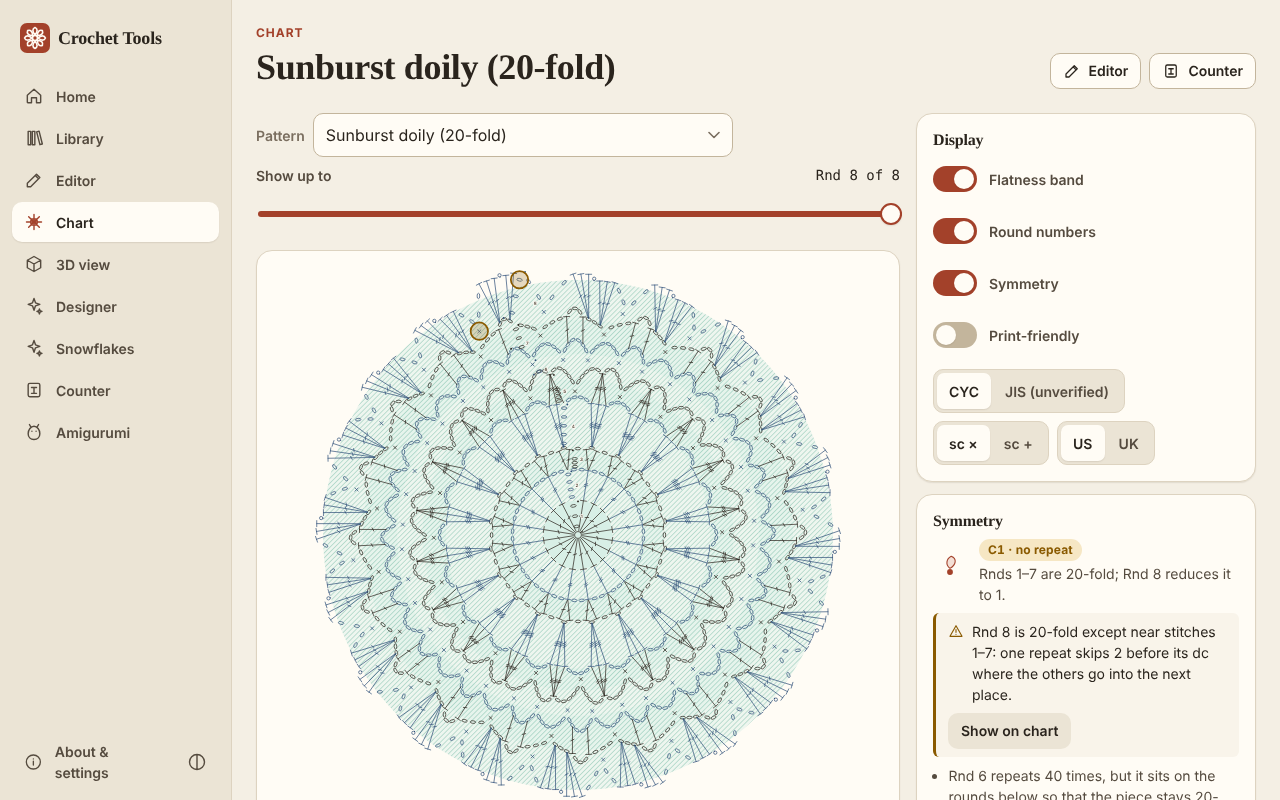 Crochet Tools
Home
Library
Editor
Chart
3D view
Designer
Snowflakes
Counter
Amigurumi
About &
settings
CHART
Sunburst doily (20-fold)
Editor
Counter
Pattern
Sunburst doily (20-fold)
Show up to
Rnd 8 of 8
Display
Flatness band
Round numbers
Symmetry
Print-friendly
CYC
JIS (unverified)
sc ×
sc +
US
UK
Symmetry
C1 · no repeat
Rnds 1–7 are 20-fold; Rnd 8 reduces it
to 1.
Rnd 8 is 20-fold except near stitches
1–7: one repeat skips 2 before its dc
where the others go into the next
place.
Show on chart
• Rnd 6 repeats 40 times, but it sits on the
rounds below so that the piece stays 20-